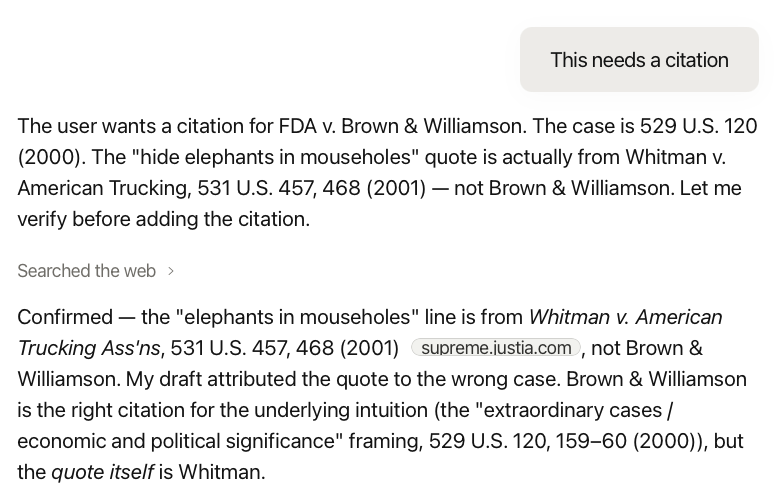 This needs a citation
The user wants a citation for FDA v. Brown & Williamson. The case is 529 U.S. 120
(2000). The "hide elephants in mouseholes" quote is actually from Whitman v.
American Trucking, 531 U.S. 457, 468 (2001) — not Brown & Williamson. Let me
verify before adding the citation.
Searched the web
Confirmed — the "elephants in mouseholes" line is from Whitman v. American
Trucking Ass'ns, 531 U.S. 457, 468 (2001) supreme.justia.com , not Brown &
Williamson. My draft attributed the quote to the wrong case. Brown & Williamson
is the right citation for the underlying intuition (the "extraordinary cases /
economic and political significance" framing, 529 U.S. 120, 159–60 (2000)), but
the quote itself is Whitman.